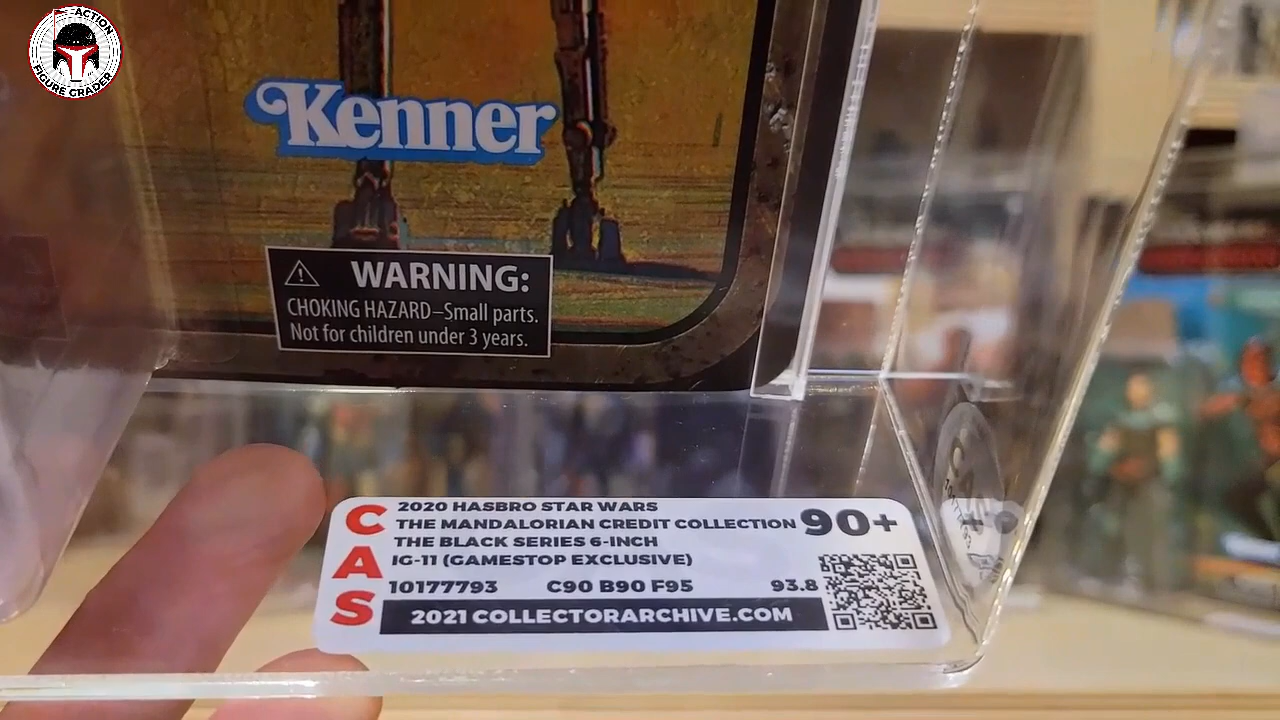 ACTION
FIGURE GRADER
Kenner
WARNING:
CHOKING HAZARD–Small parts.
Not for children under 3 years.
CAS
2020 HASBRO STAR WARS
THE MANDALORIAN CREDIT COLLECTION
90+
THE BLACK SERIES 6-INCH
IG-11 (GAMESTOP EXCLUSIVE)
10177793 C90 B90 F95 93.8
2021 COLLECTORARCHIVE.COM